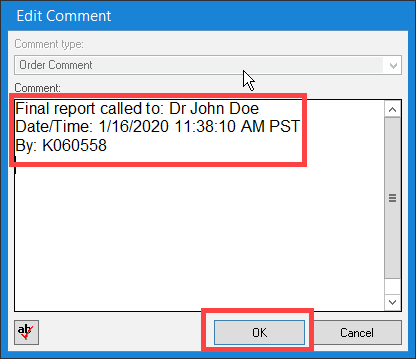 Edit Comment
Comment type:
Order Comment
Comment:
Final report called to: Dr John Doe
Date/Time: 1/16/2020 11:38:10 AM PST
By: K060558
ab
OK
Cancel